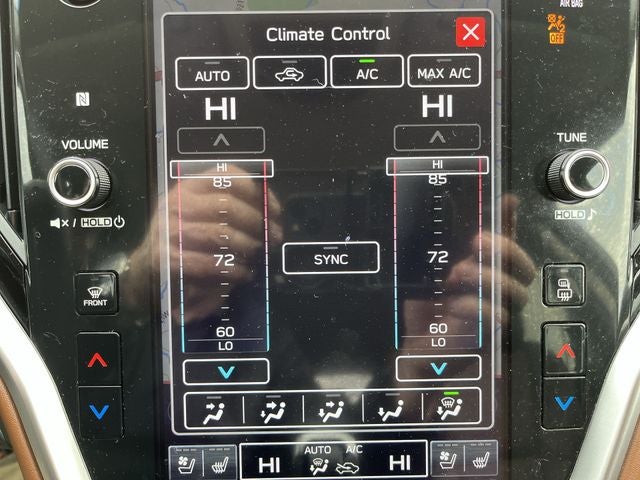 AIR BAG
OFF
Climate Control
AUTO A/C MAX A/C
HI HI
VOLUME TUNE
HI HI
85 85
HOLD HOLD
72 72
SYNC
FRONT
60 60
LO LO
AUTO A/C
HI HI